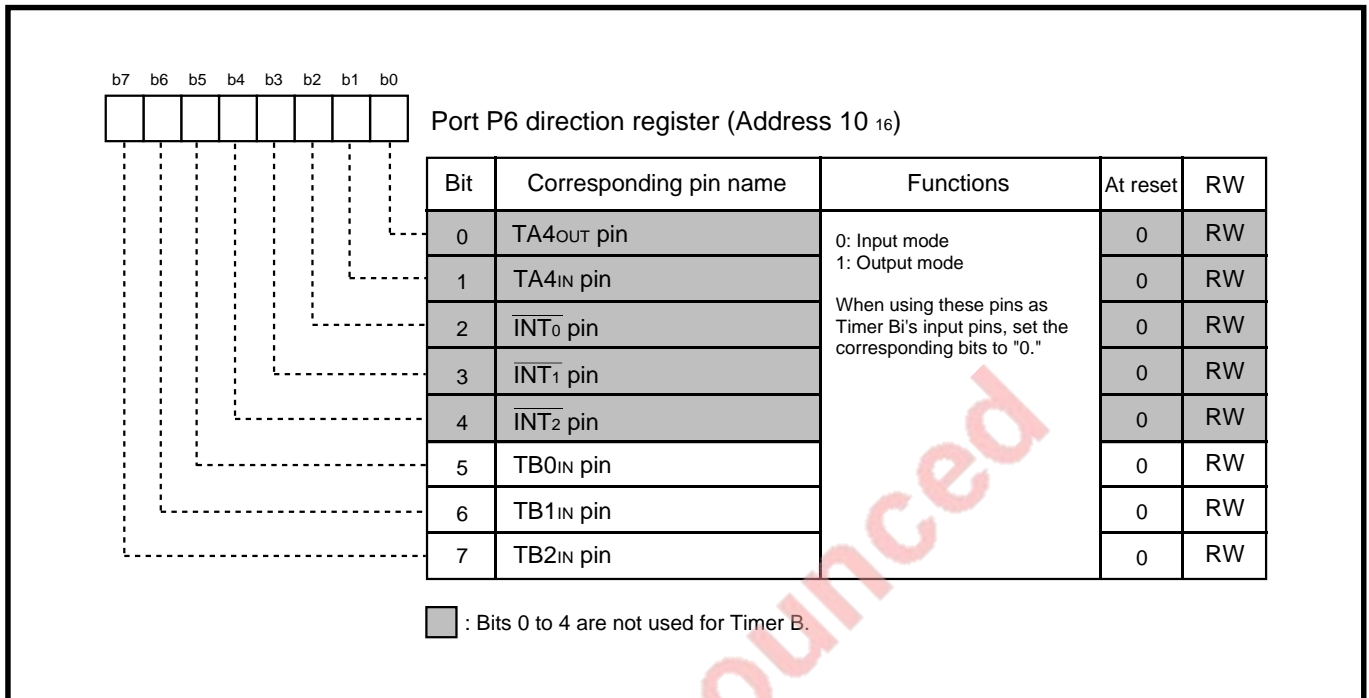 b7 b6 b5 b4 b3 b2 b1 b0
Port P6 direction register (Address 10 16)
Bit Corresponding pin name Functions At reset RW
0 TA4OUT pin 0 RW
1 TA4IN pin 0 RW
2 INT0 pin 0 RW
3 INT1 pin 0 RW
4 INT2 pin 0 RW
5 TB0IN pin 0 RW
6 TB1IN pin 0 RW
7 TB2IN pin 0 RW
0: Input mode
1: Output mode
When using these pins as
Timer Bi's input pins, set the
corresponding bits to "0."
: Bits 0 to 4 are not used for Timer B.